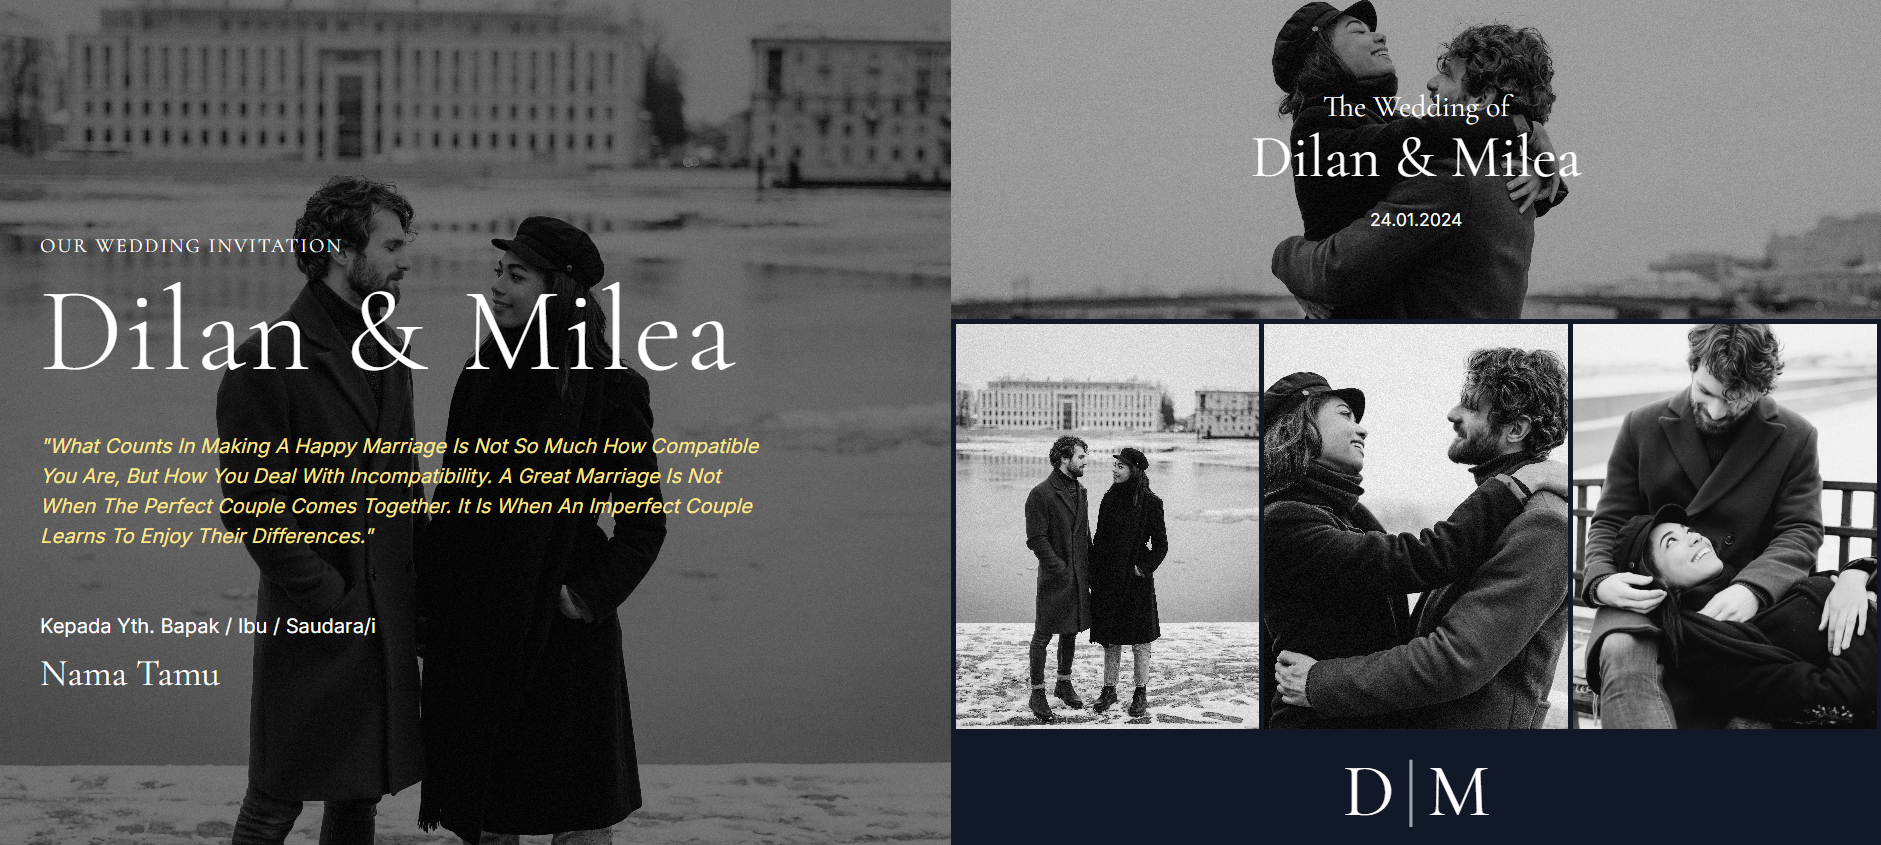 OUR WEDDING INVITATION
Dilan & Milea
"What Counts In Making A Happy Marriage Is Not So Much How Compatible
You Are, But How You Deal With Incompatibility. A Great Marriage Is Not
When The Perfect Couple Comes Together. It Is When An Imperfect Couple
Learns To Enjoy Their Differences."
Kepada Yth. Bapak / Ibu / Saudara/i
Nama Tamu
The Wedding of
Dilan & Milea
24.01.2024
D|M